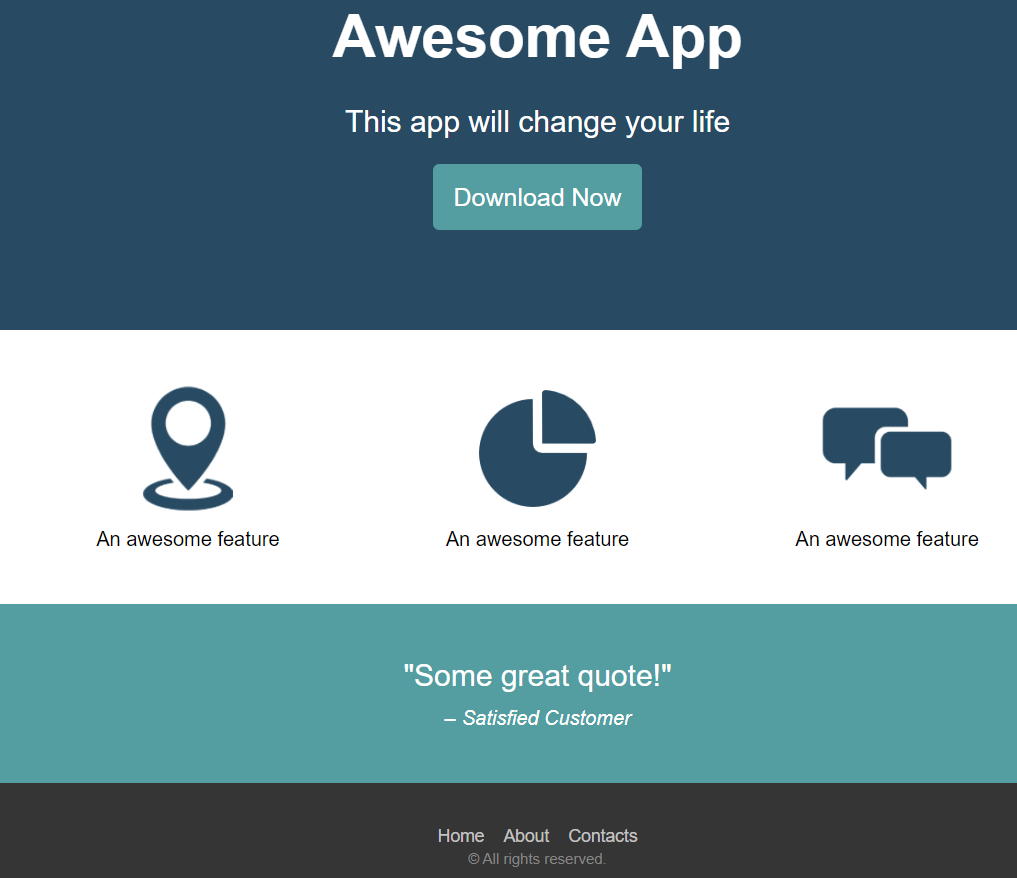 Awesome App
This app will change your life
Download Now
An awesome feature An awesome feature An awesome feature
"Some great quote!"
– Satisfied Customer
Home About Contacts
© All rights reserved.